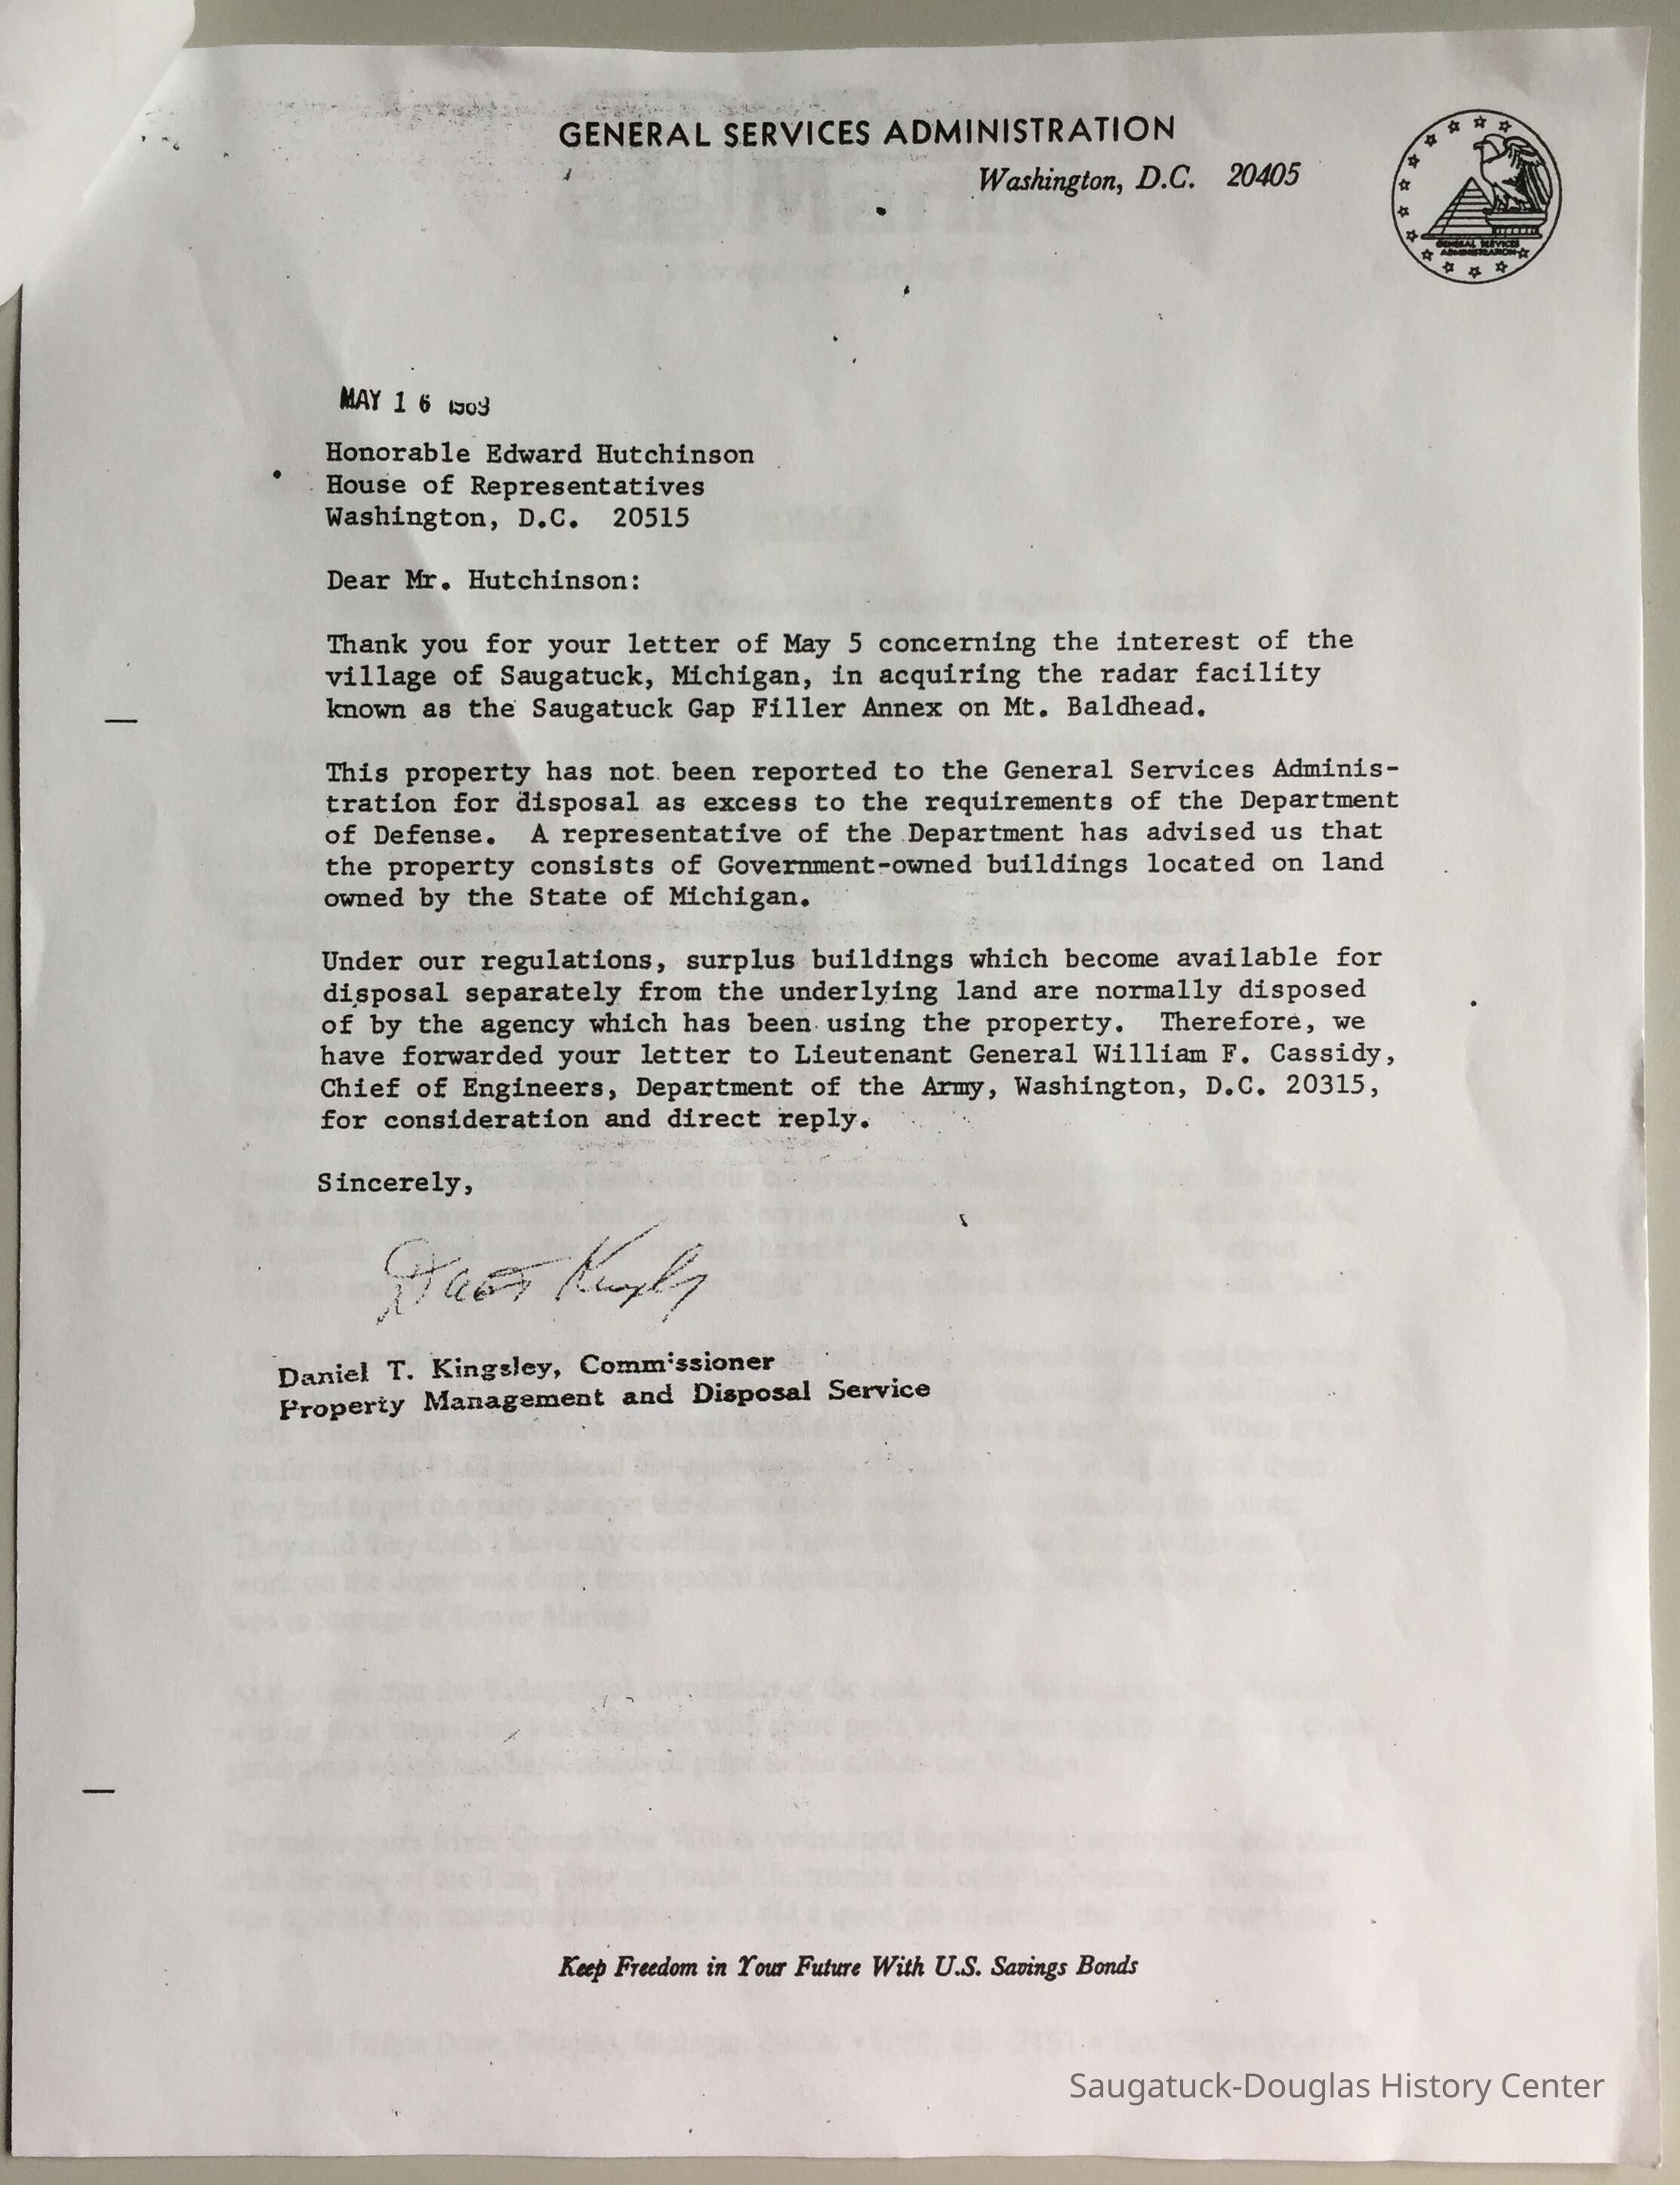 GENERAL SERVICES ADMINISTRATION
Washington, D.C. 20405
GENERAL SERVICES
ADMINISTRATION
MAY 16
Honorable Edward Hutchinson
House of Representatives
Washington, D.C. 20515
Dear Mr. Hutchinson:
Thank you for your letter of May 5 concerning the interest of the
village of Saugatuck, Michigan, in acquiring the radar facility
known as the Saugatuck Gap Filler Annex on Mt. Baldhead.
This property has not been reported to the General Services Adminis-
tration for disposal as excess to the requirements of the Department
of Defense. A representative of the Department has advised us that
the property consists of Government-owned buildings located on land
owned by the State of Michigan.
Under our regulations, surplus buildings which become available for
disposal separately from the underlying land are normally disposed
of by the agency which has been using the property. Therefore, we
have forwarded your letter to Lieutenant General William F. Cassidy,
Chief of Engineers, Department of the Army, Washington, D.C. 20315,
for consideration and direct reply.
Sincerely,
Daniel T. Kingsley, Commissioner
Property Management and Disposal Service
Keep Freedom in Your Future With U.S. Savings Bonds
Saugatuck-Douglas History Center